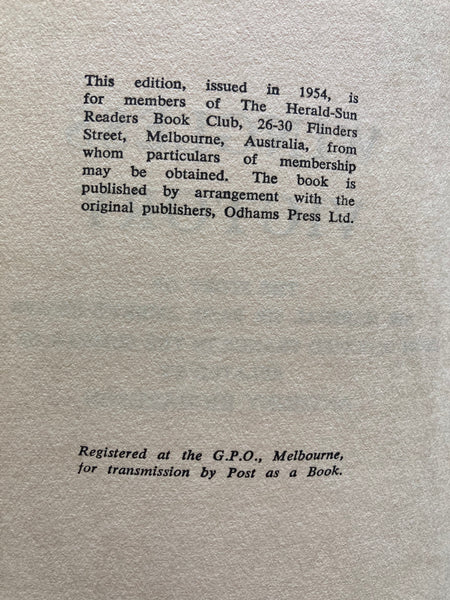 This edition, issued in 1954, is
for members of The Herald-Sun
Readers Book Club, 26-30 Flinders
Street, Melbourne, Australia, from
whom particulars of membership
may be obtained. The book is
published by arrangement with the
original publishers, Odhams Press Ltd.
Registered at the G.P.O., Melbourne,
for transmission by Post as a Book.